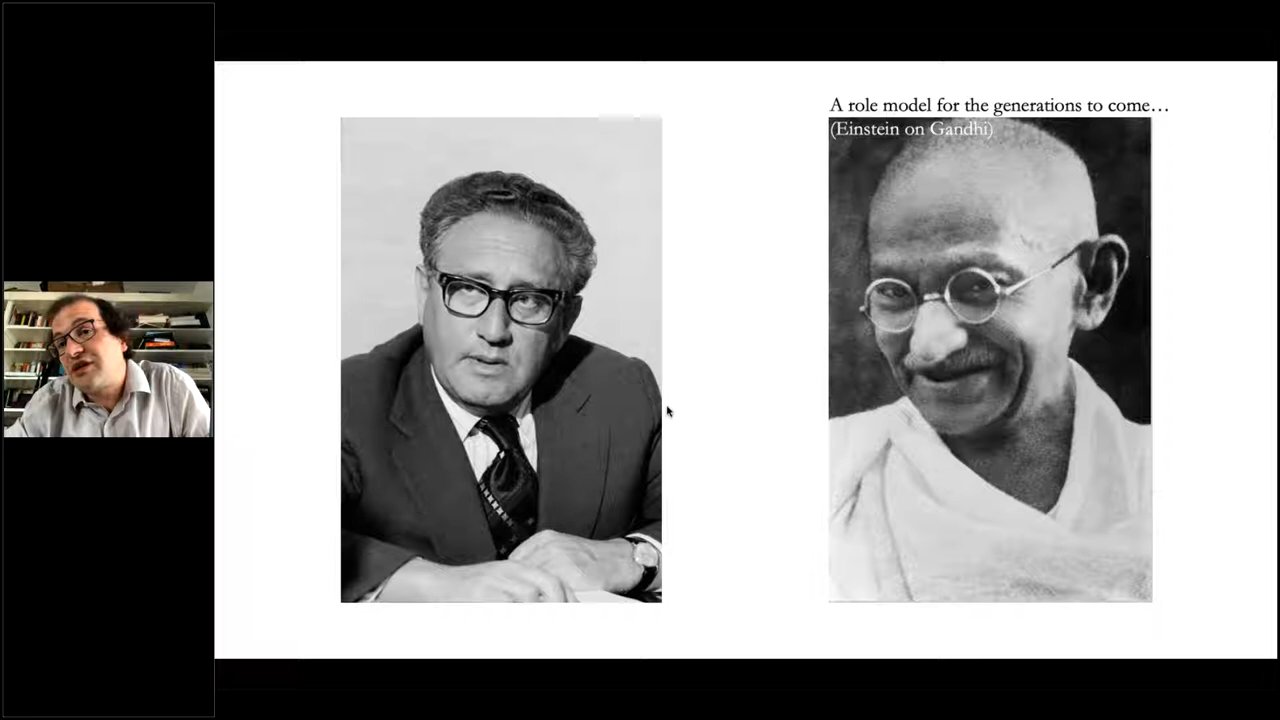 A role model for the generations to come…
(Einstein on Gandhi)